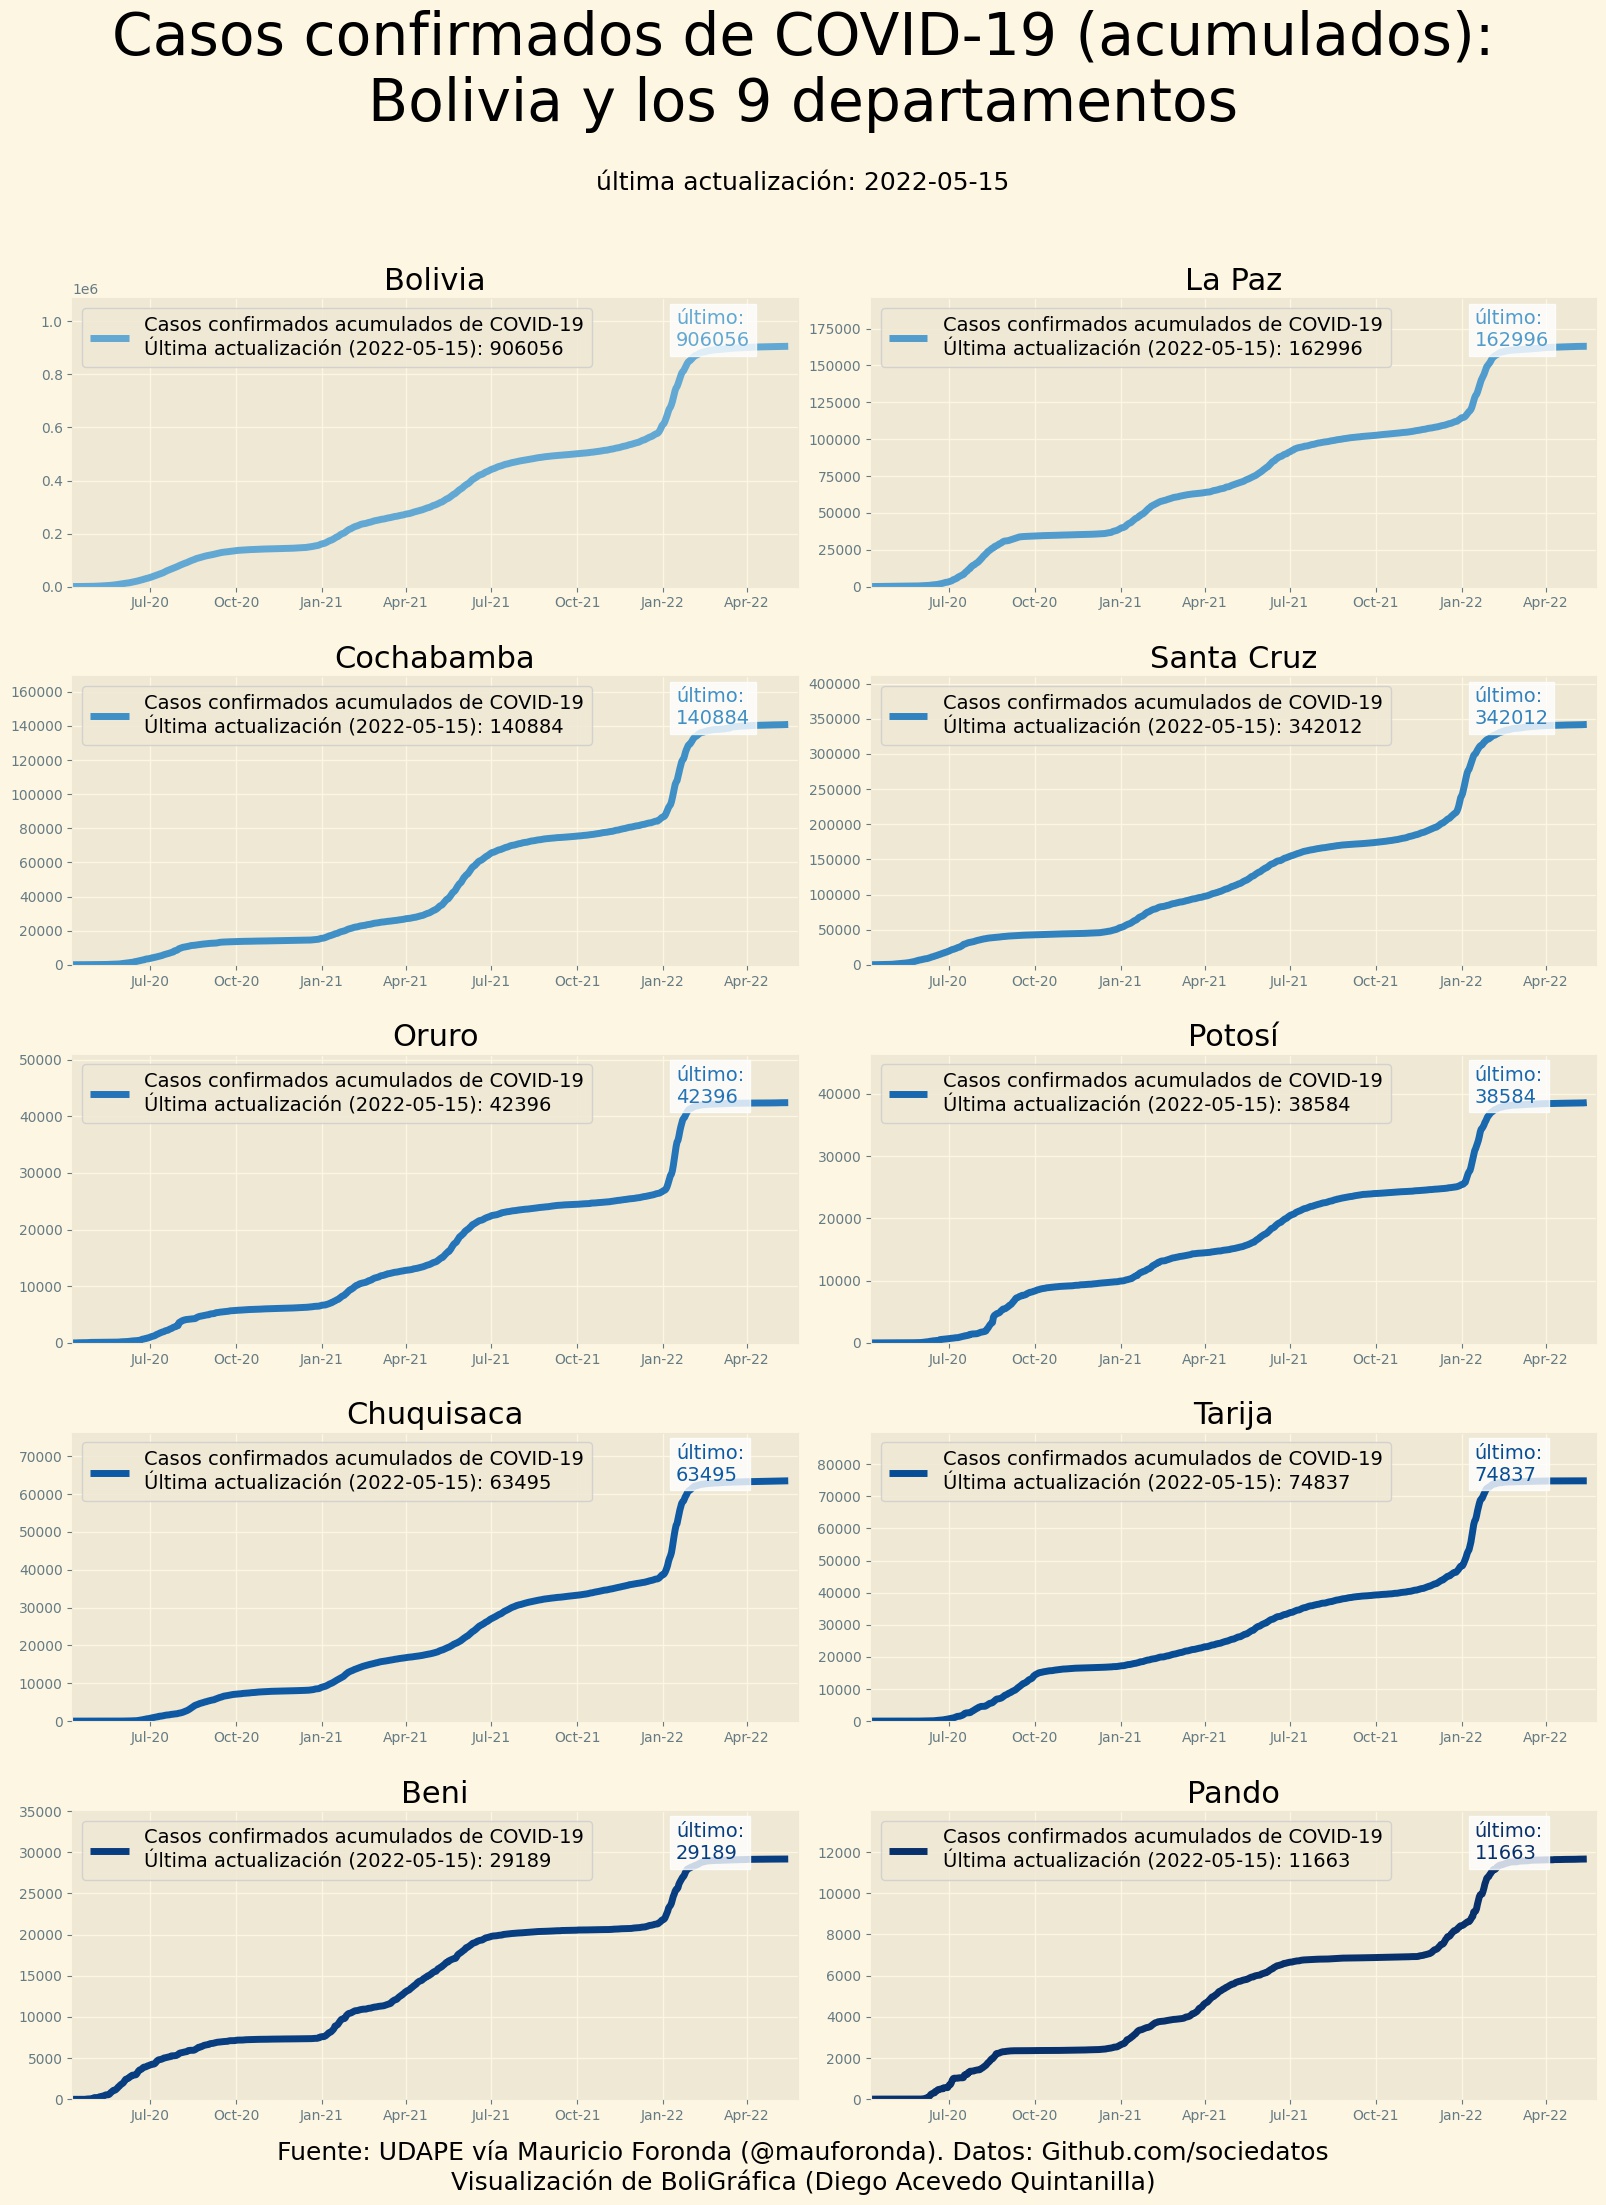 Casos confirmados de COVID-19 (acumulados):
Bolivia y los 9 departamentos
última actualización: 2022-05-15
Bolivia
1e6
Casos confirmados acumulados de COVID-19
Última actualización (2022-05-15): 906056
último:
906056
1.0
0.8
0.6
0.4
0.2
0.0
Jul-20 Oct-20 Jan-21 Apr-21 Jul-21 Oct-21 Jan-22 Apr-22
La Paz
Casos confirmados acumulados de COVID-19
Última actualización (2022-05-15): 162996
último:
162996
175000
150000
125000
100000
75000
50000
25000
0
Jul-20 Oct-20 Jan-21 Apr-21 Jul-21 Oct-21 Jan-22 Apr-22
Cochabamba
Casos confirmados acumulados de COVID-19
Última actualización (2022-05-15): 140884
último:
140884
160000
140000
120000
100000
80000
60000
40000
20000
0
Jul-20 Oct-20 Jan-21 Apr-21 Jul-21 Oct-21 Jan-22 Apr-22
Santa Cruz
Casos confirmados acumulados de COVID-19
Última actualización (2022-05-15): 342012
último:
342012
400000
350000
300000
250000
200000
150000
100000
50000
0
Jul-20 Oct-20 Jan-21 Apr-21 Jul-21 Oct-21 Jan-22 Apr-22
Oruro
Casos confirmados acumulados de COVID-19
Última actualización (2022-05-15): 42396
último:
42396
50000
40000
30000
20000
10000
0
Jul-20 Oct-20 Jan-21 Apr-21 Jul-21 Oct-21 Jan-22 Apr-22
Potosí
Casos confirmados acumulados de COVID-19
Última actualización (2022-05-15): 38584
último:
38584
40000
30000
20000
10000
0
Jul-20 Oct-20 Jan-21 Apr-21 Jul-21 Oct-21 Jan-22 Apr-22
Chuquisaca
Casos confirmados acumulados de COVID-19
Última actualización (2022-05-15): 63495
último:
63495
70000
60000
50000
40000
30000
20000
10000
0
Jul-20 Oct-20 Jan-21 Apr-21 Jul-21 Oct-21 Jan-22 Apr-22
Tarija
Casos confirmados acumulados de COVID-19
Última actualización (2022-05-15): 74837
último:
74837
80000
70000
60000
50000
40000
30000
20000
10000
0
Jul-20 Oct-20 Jan-21 Apr-21 Jul-21 Oct-21 Jan-22 Apr-22
Beni
Casos confirmados acumulados de COVID-19
Última actualización (2022-05-15): 29189
último:
29189
35000
30000
25000
20000
15000
10000
5000
0
Jul-20 Oct-20 Jan-21 Apr-21 Jul-21 Oct-21 Jan-22 Apr-22
Pando
Casos confirmados acumulados de COVID-19
Última actualización (2022-05-15): 11663
último:
11663
12000
10000
8000
6000
4000
2000
0
Jul-20 Oct-20 Jan-21 Apr-21 Jul-21 Oct-21 Jan-22 Apr-22
Fuente: UDAPE vía Mauricio Foronda (@mauforonda). Datos: Github.com/sociedatos
Visualización de BoliGráfica (Diego Acevedo Quintanilla)